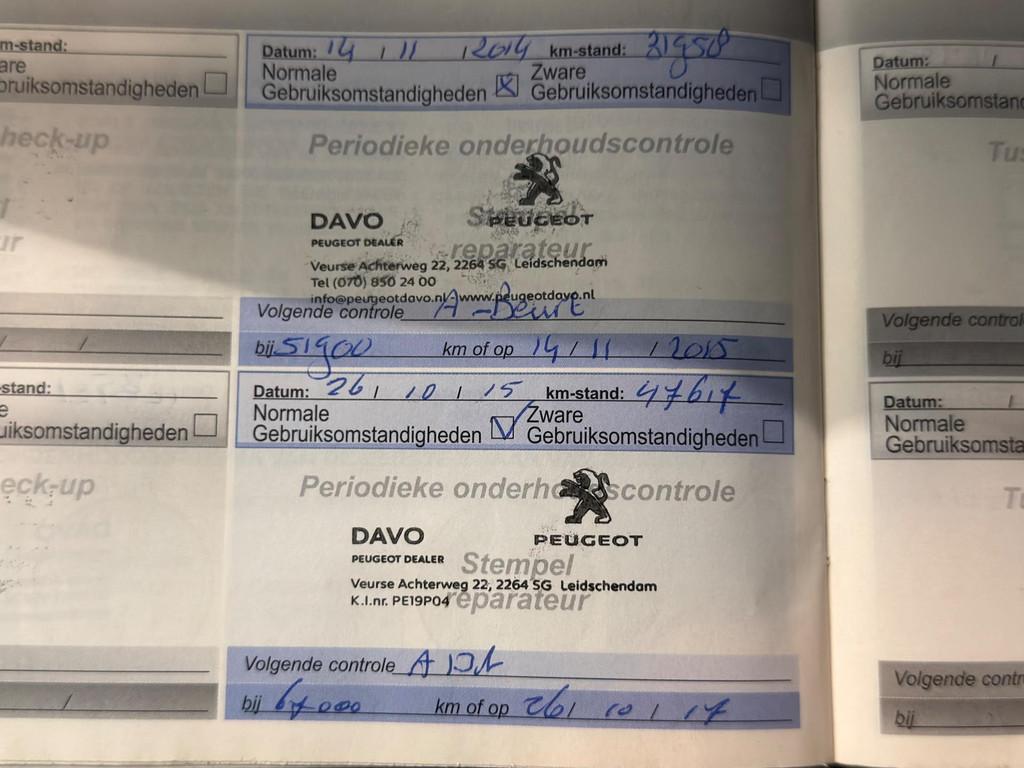 m-stand:
are
bruiksomstandigheden
heck-up
ur
/ /
-stand:
e
uiksomstandigheden
eck-up
/
Datum: 14 / 11 / 2014 km-stand: 31958
Normale Zware
Gebruiksomstandigheden X Gebruiksomstandigheden
Periodieke onderhoudscontrole
DAVO Stempel PEUGEOT
PEUGEOT DEALER reparateur
Veurse Achterweg 22, 2264 SG Leidschendam
Tel (070) 850 24 00
info@peugeotdavo.nl www.peugeotdavo.nl
Volgende controle A-Beurt
bij 51900 km of op 14 / 11 / 2015
Datum: 26 / 10 / 15 km-stand: 47617
Normale Zware
Gebruiksomstandigheden V Gebruiksomstandigheden
Periodieke onderhoudscontrole
DAVO PEUGEOT
PEUGEOT DEALER Stempel
Veurse Achterweg 22, 2264 SG Leidschendam
K.I.nr. PE19P04 reparateur
Volgende controle A
bij 67000 km of op 26 / 10 / 17
Datum: /
Normale
Gebruiksomstand
Tus
Volgende control
bij
Datum: /
Normale
Gebruiksomsta
Volgende contr
bij